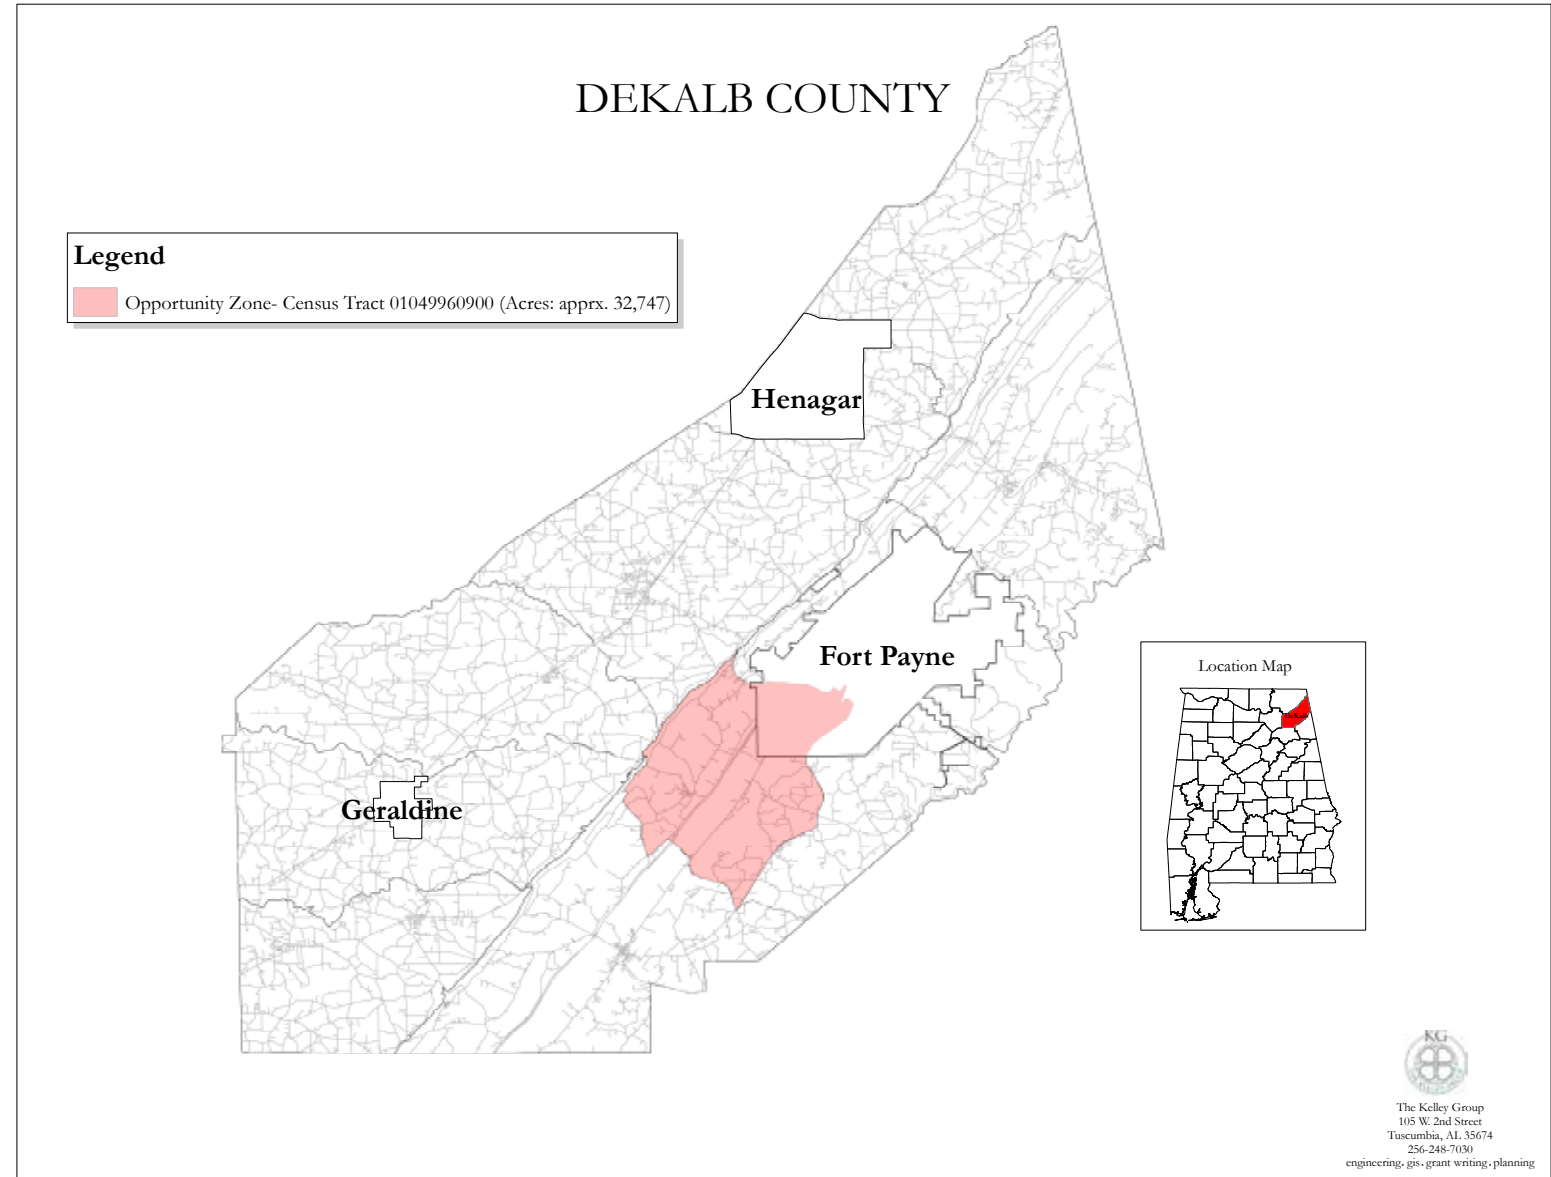 DEKALB COUNTY
Legend
Opportunity Zone- Census Tract 01049960900 (Acres: apprx. 32,747)
Henagar
Fort Payne
Geraldine
Location Map
DeKalb
KG
The Kelley Group
105 W. 2nd Street
Tuscumbia, AL 35674
256-248-7030
engineering. gis. grant writing. planning